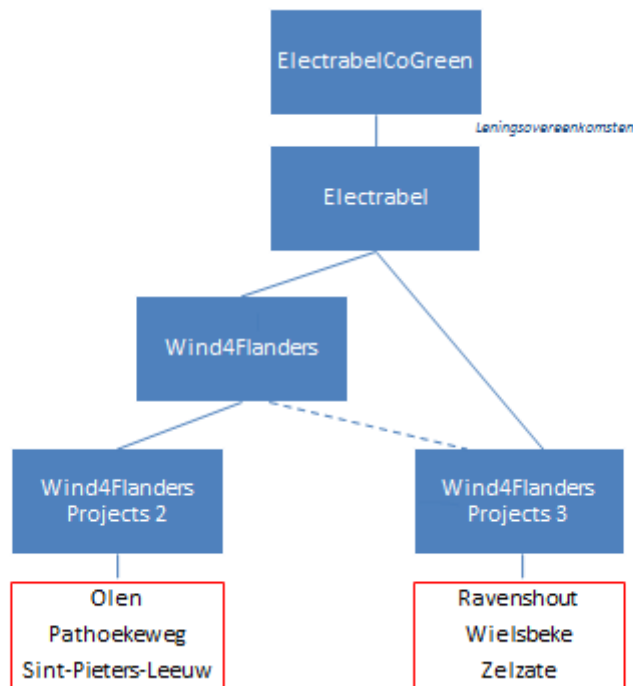 ElectrabelCoGreen
Leningsovereenkomsten
Electrabel
Wind4Flanders
Wind4Flanders
Projects 2
Wind4Flanders
Projects 3
Olen
Pathoekeweg
Sint-Pieters-Leeuw
Ravenshout
Wielsbeke
Zelzate